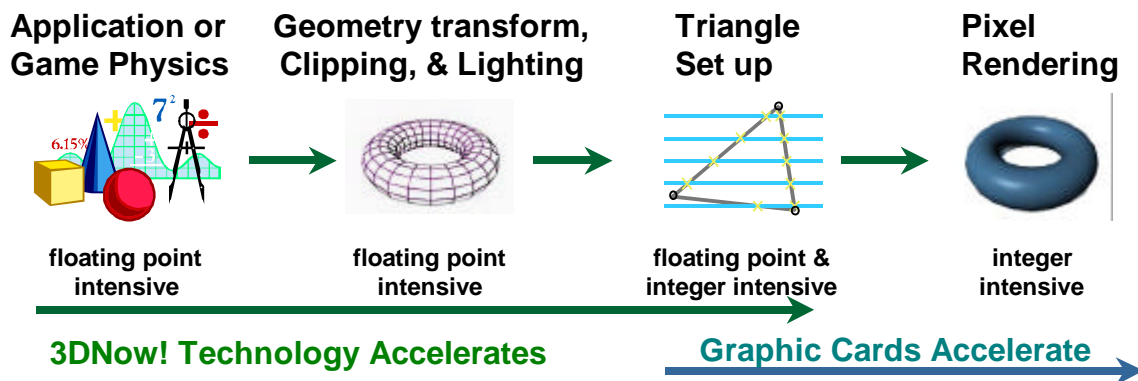 Application or
Game Physics
Geometry transform,
Clipping, & Lighting
Triangle
Set up
Pixel
Rendering
7²
6.15%
floating point
intensive
floating point
intensive
floating point &
integer intensive
integer
intensive
3DNow! Technology Accelerates
Graphic Cards Accelerate